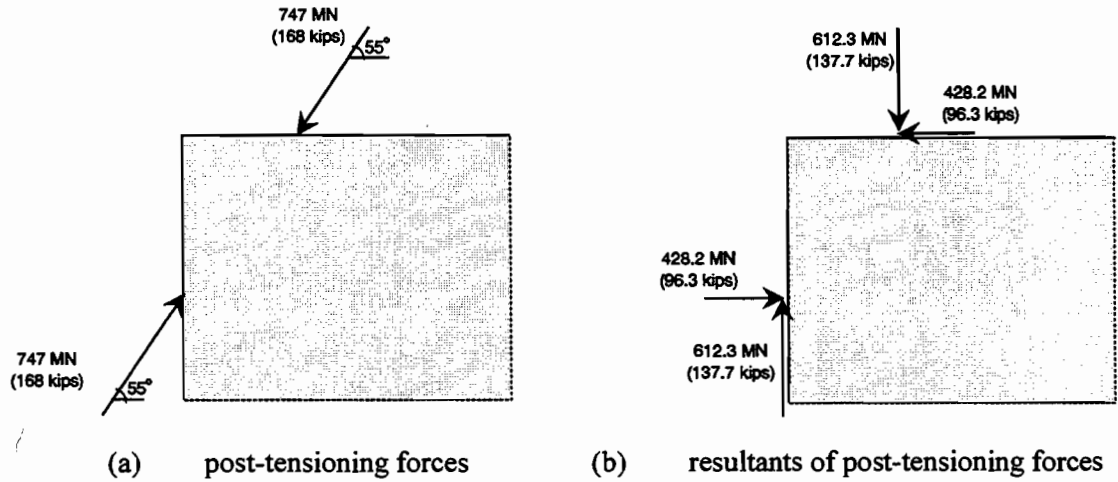 747 MN
(168 kips)
55°
747 MN
(168 kips)
55°
(a) post-tensioning forces
612.3 MN
(137.7 kips)
428.2 MN
(96.3 kips)
428.2 MN
(96.3 kips)
612.3 MN
(137.7 kips)
(b) resultants of post-tensioning forces